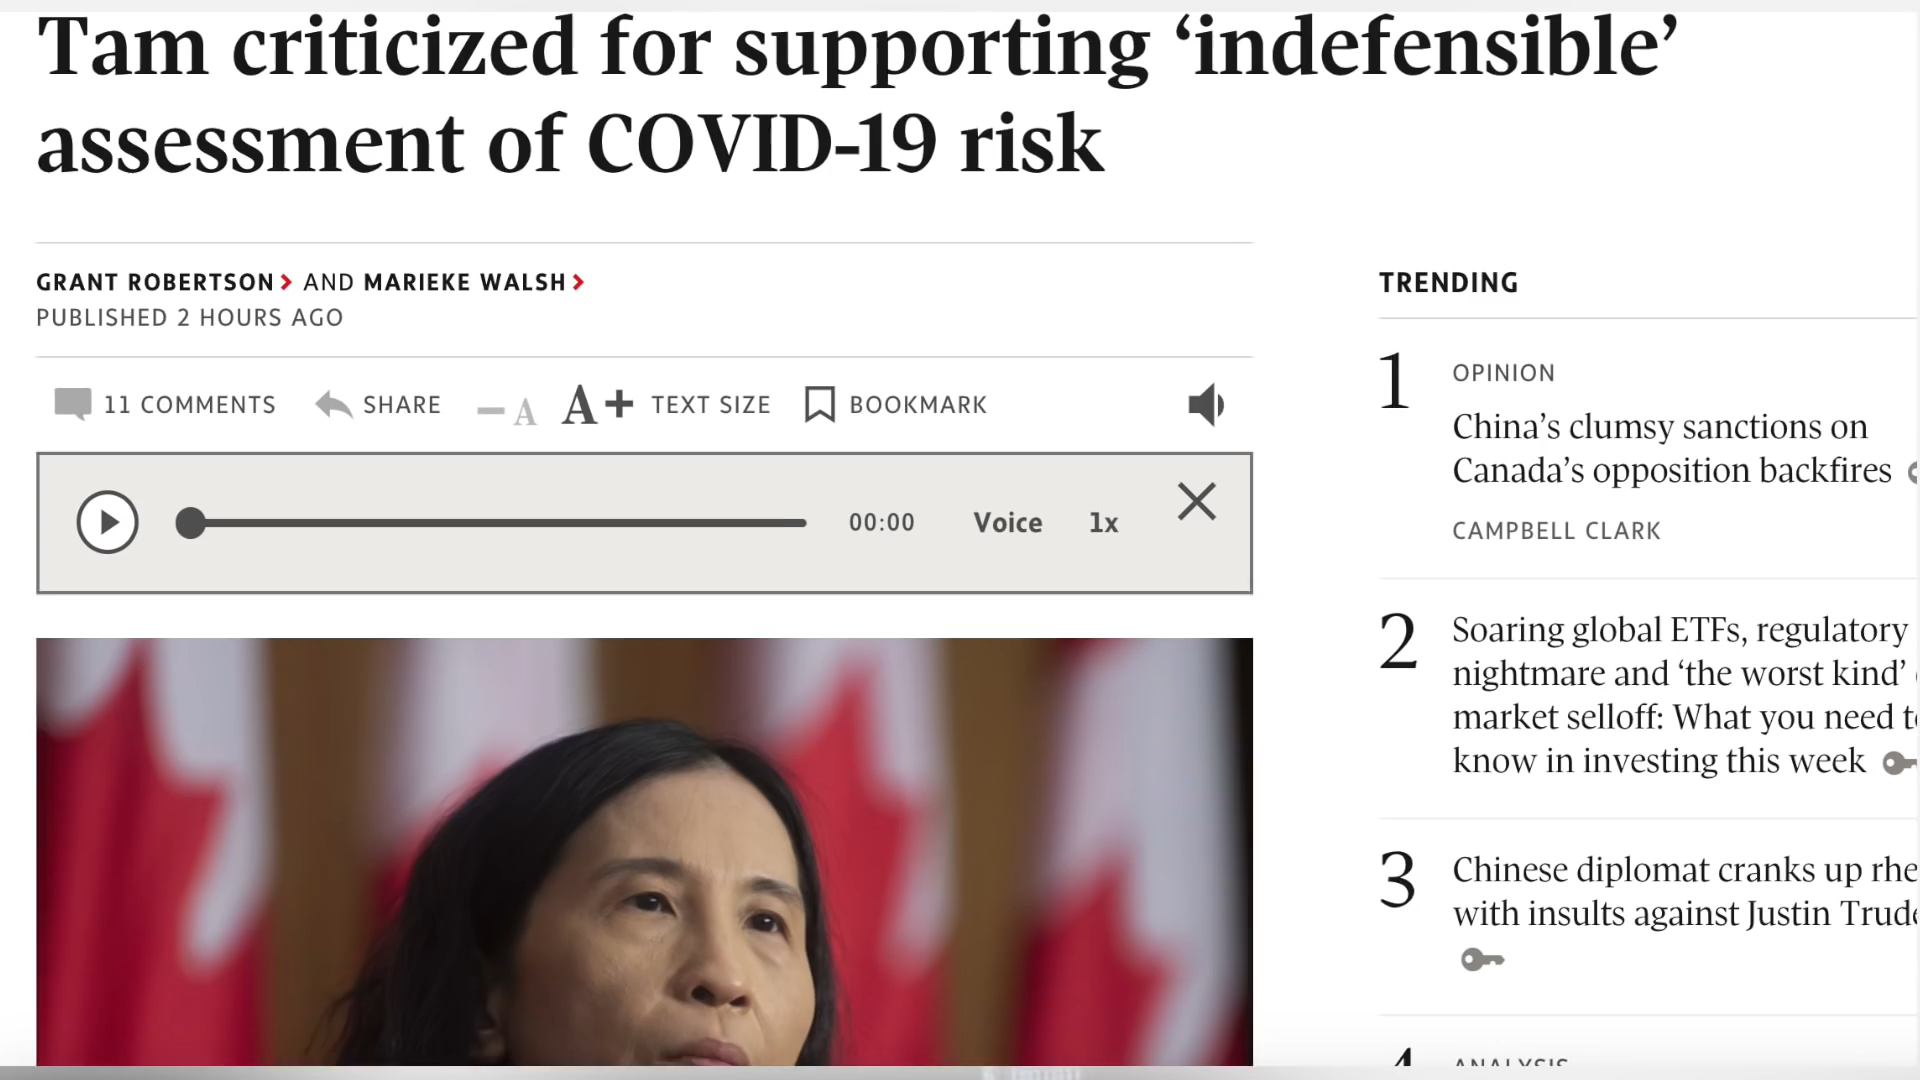 Tam criticized for supporting ‘indefensible’
assessment of COVID-19 risk
GRANT ROBERTSON AND MARIEKE WALSH
PUBLISHED 2 HOURS AGO
11 COMMENTS SHARE A A+ TEXT SIZE BOOKMARK
00:00 Voice 1x
TRENDING
1 OPINION
China’s clumsy sanctions on
Canada’s opposition backfires
CAMPBELL CLARK
2 Soaring global ETFs, regulatory
nightmare and ‘the worst kind’
market selloff: What you need
know in investing this week
3 Chinese diplomat cranks up
with insults against Justin
4 ANALYSIS